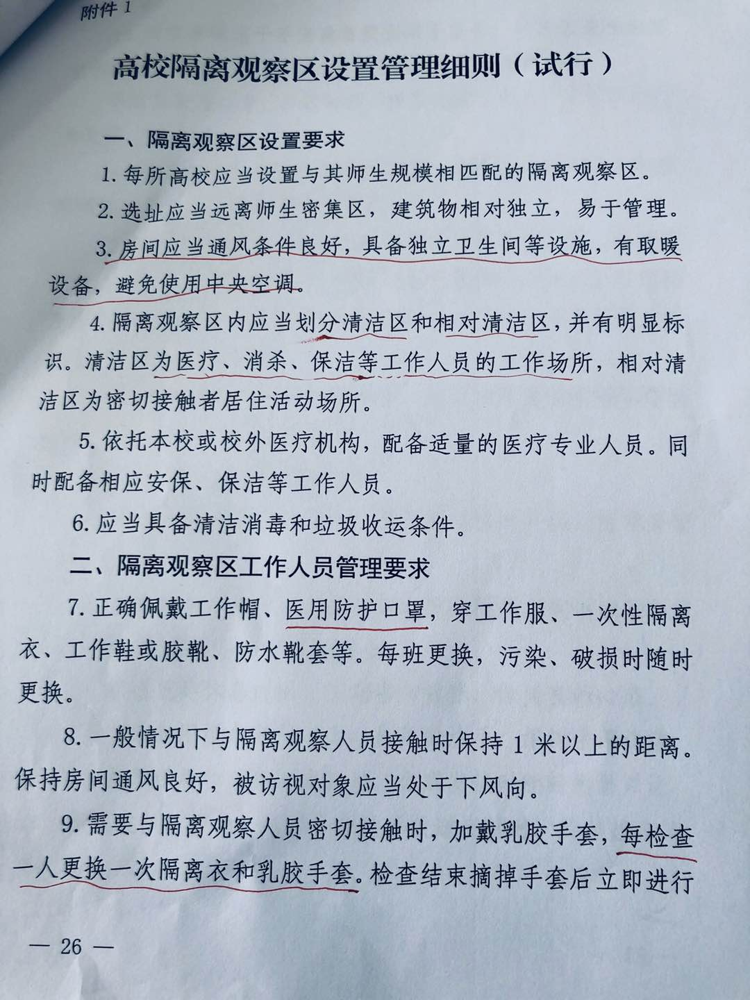 附件 1
高校隔离观察区设置管理细则（试行）
一、隔离观察区设置要求
1. 每所高校应当设置与其师生规模相匹配的隔离观察区。
2. 选址应当远离师生密集区，建筑物相对独立，易于管理。
3. 房间应当通风条件良好，具备独立卫生间等设施，有取暖
设备，避免使用中央空调。
4. 隔离观察区内应当划分清洁区和相对清洁区，并有明显标
识。清洁区为医疗、消杀、保洁等工作人员的工作场所，相对清
洁区为密切接触者居住活动场所。
5. 依托本校或校外医疗机构，配备适量的医疗专业人员。同
时配备相应安保、保洁等工作人员。
6. 应当具备清洁消毒和垃圾收运条件。
二、隔离观察区工作人员管理要求
7. 正确佩戴工作帽、医用防护口罩，穿工作服、一次性隔离
衣、工作鞋或胶靴、防水靴套等。每班更换，污染、破损时随时
更换。
8. 一般情况下与隔离观察人员接触时保持 1 米以上的距离。
保持房间通风良好，被访视对象应当处于下风向。
9. 需要与隔离观察人员密切接触时，加戴乳胶手套，每检查
一人更换一次隔离衣和乳胶手套。检查结束摘掉手套后立即进行
— 26 —